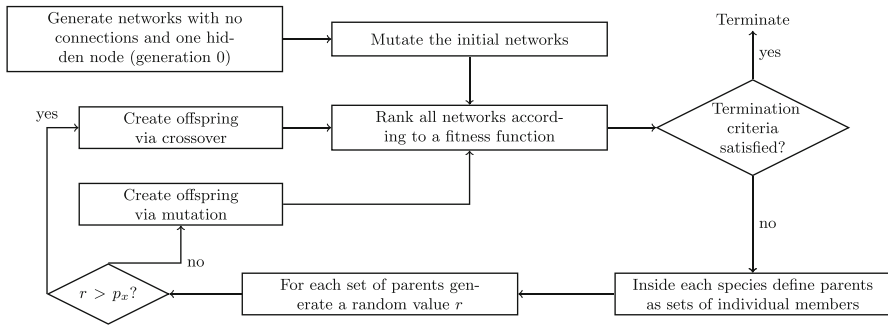 Generate networks with no
connections and one hid-
den node (generation 0)
Mutate the initial networks
Terminate
yes
yes
Create offspring
via crossover
Rank all networks accord-
ing to a fitness function
Termination
criteria
satisfied?
Create offspring
via mutation
no
no
r > pₓ?
For each set of parents gen-
erate a random value r
Inside each species define parents
as sets of individual members